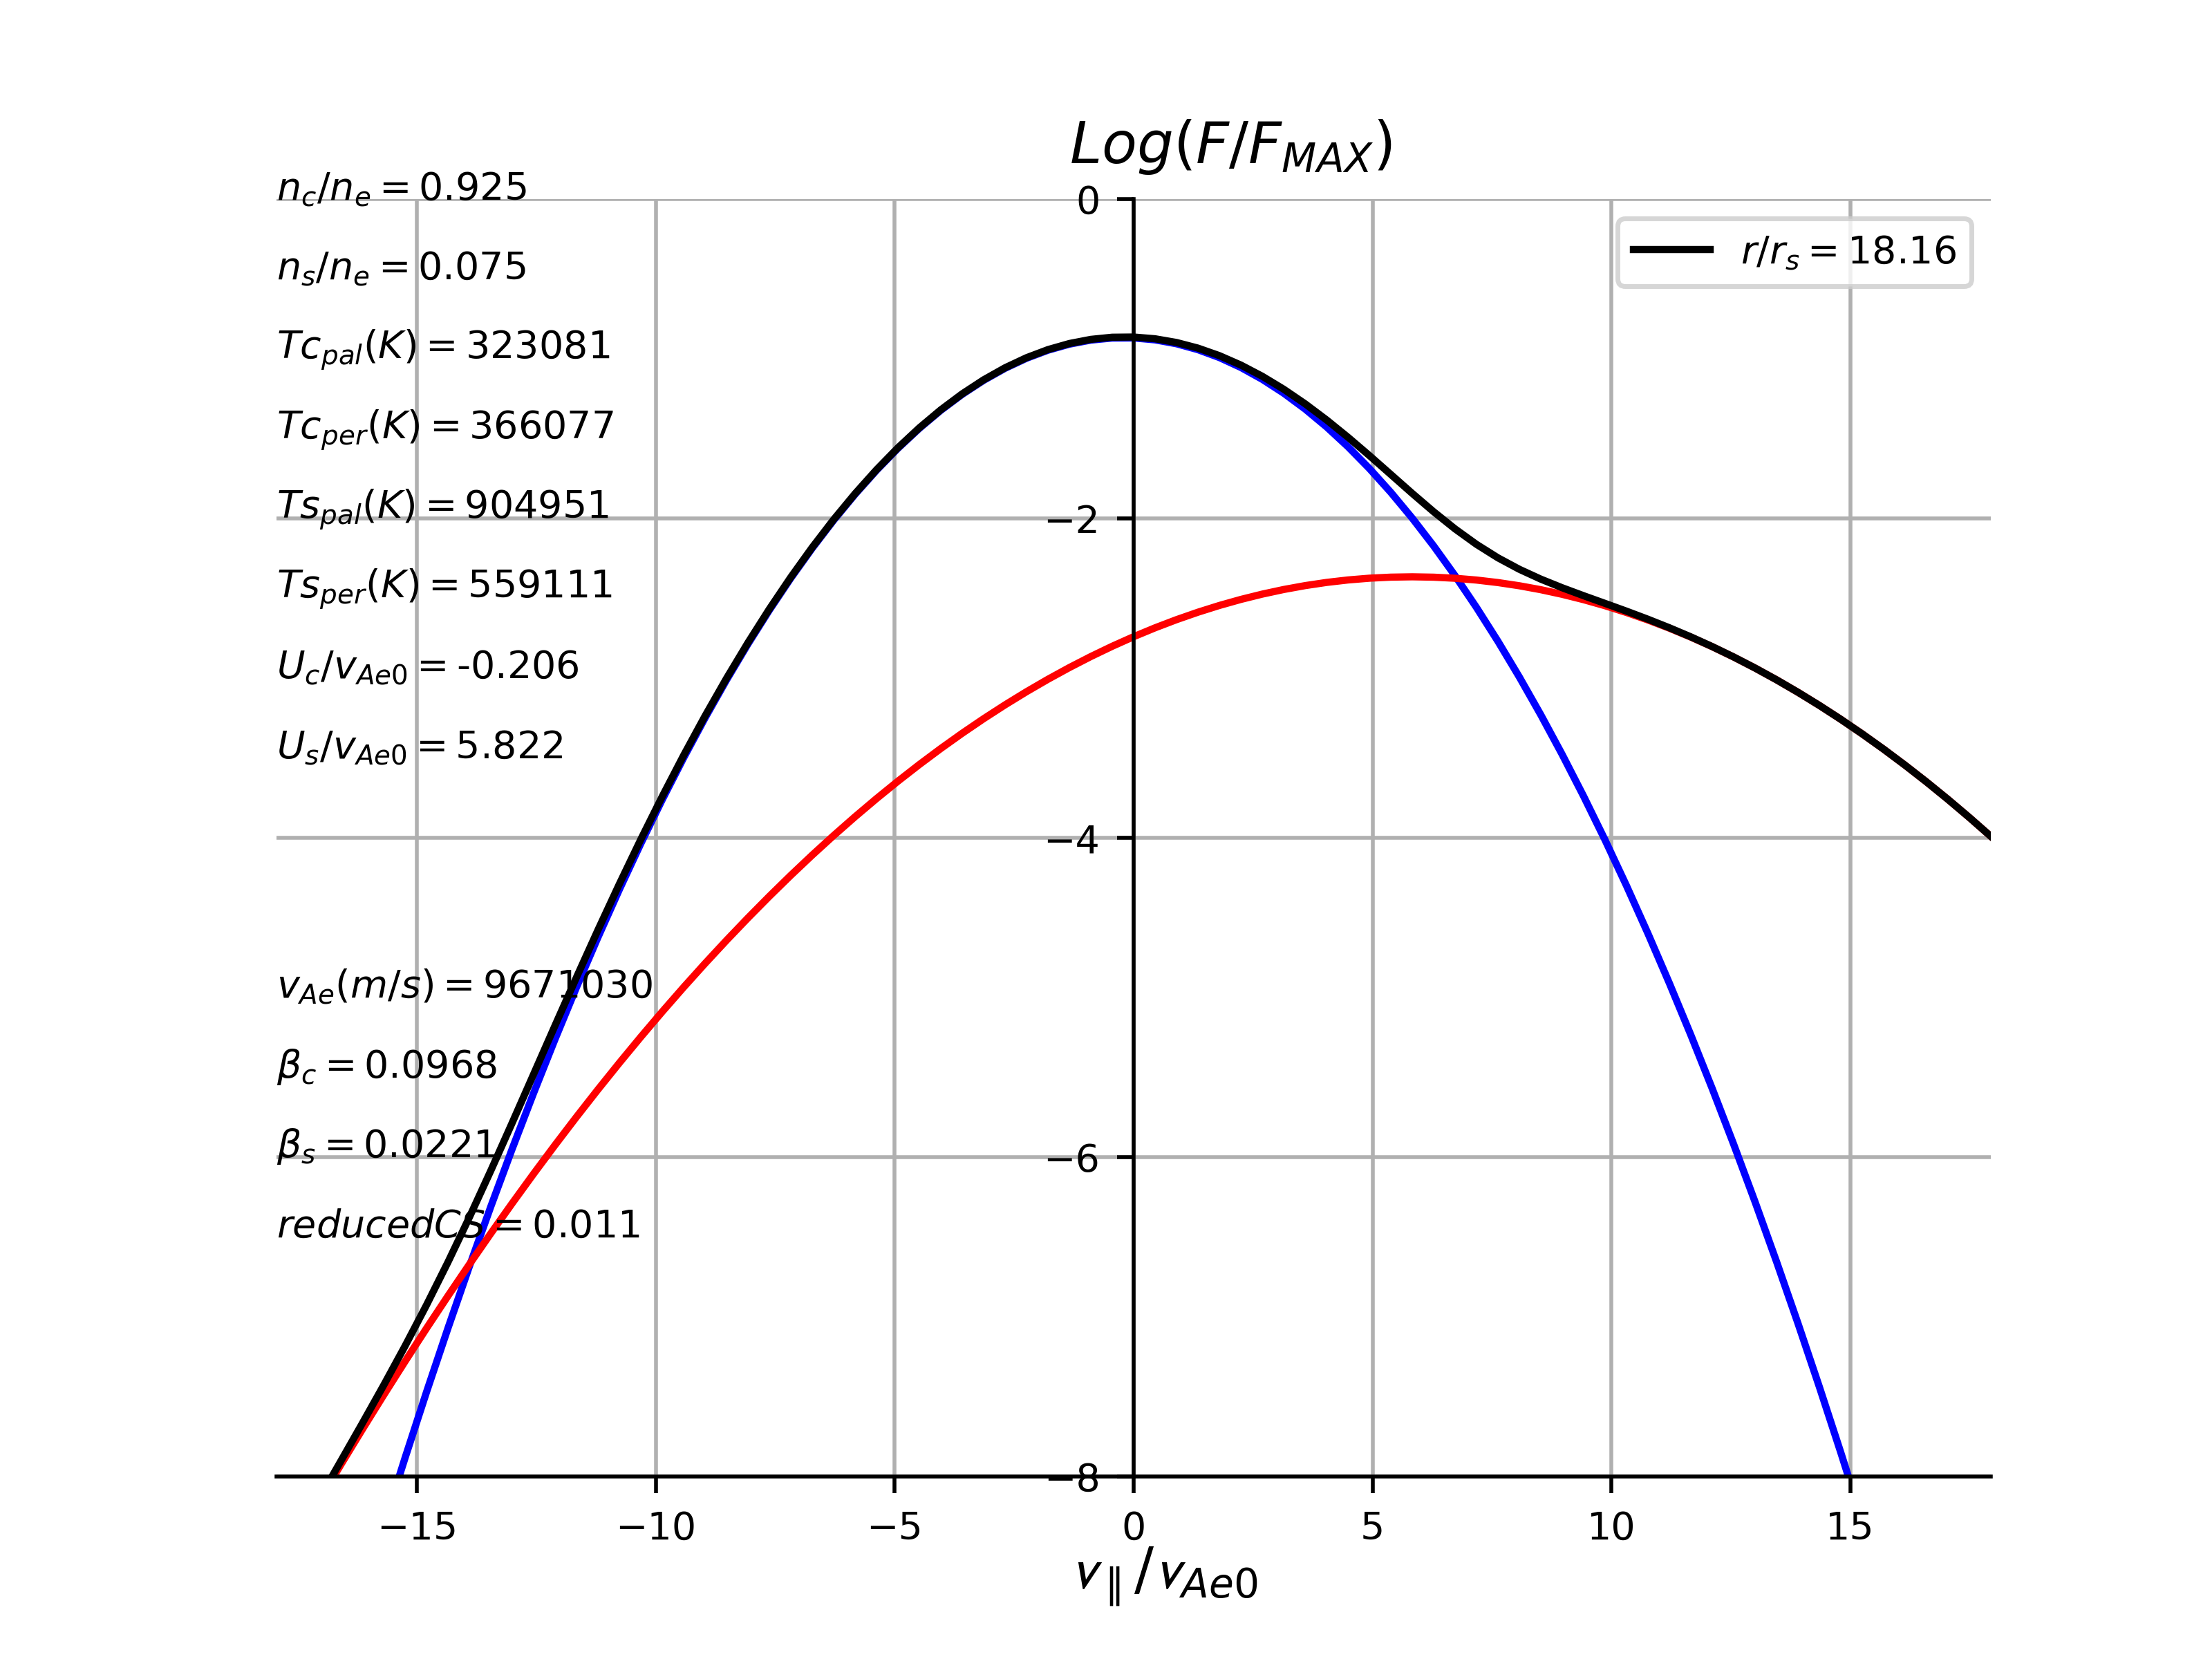 Log(F/F_MAX)
n_c/n_e = 0.925
0
r/r_s = 18.16
n_s/n_e = 0.075
Tc_pal(K) = 323081
Tc_per(K) = 366077
Ts_pal(K) = 904951
−2
Ts_per(K) = 559111
U_c/v_Ae0 = -0.206
U_s/v_Ae0 = 5.822
−4
v_Ae(m/s) = 9671030
β_c = 0.0968
β_s = 0.0221
−6
reducedCS = 0.011
−8
−15 −10 −5 0 5 10 15
v_∥/v_Ae0